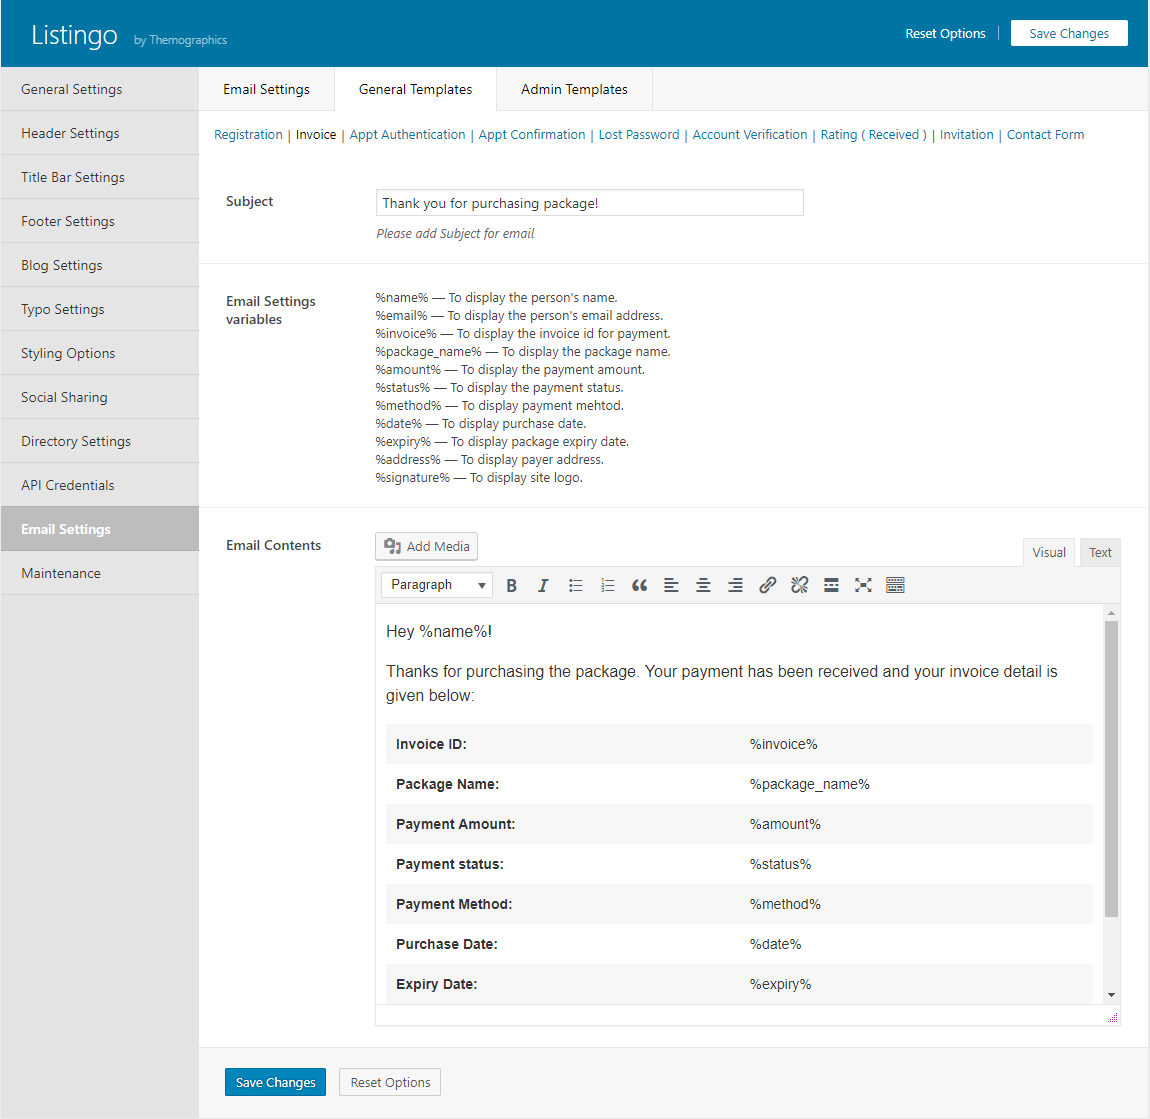 Listingo by Themographics
Reset Options | Save Changes
General Settings
Header Settings
Title Bar Settings
Footer Settings
Blog Settings
Typo Settings
Styling Options
Social Sharing
Directory Settings
API Credentials
Email Settings
Maintenance
Email Settings General Templates Admin Templates
Registration | Invoice | Appt Authentication | Appt Confirmation | Lost Password | Account Verification | Rating ( Received ) | Invitation | Contact Form
Subject
Thank you for purchasing package!
Please add Subject for email
Email Settings
variables
%name% — To display the person's name.
%email% — To display the person's email address.
%invoice% — To display the invoice id for payment.
%package_name% — To display the package name.
%amount% — To display the payment amount.
%status% — To display the payment status.
%method% — To display payment mehtod.
%date% — To display purchase date.
%expiry% — To display package expiry date.
%address% — To display payer address.
%signature% — To display site logo.
Email Contents
Add Media
Visual Text
Paragraph B I
Hey %name%!
Thanks for purchasing the package. Your payment has been received and your invoice detail is
given below:
Invoice ID: %invoice%
Package Name: %package_name%
Payment Amount: %amount%
Payment status: %status%
Payment Method: %method%
Purchase Date: %date%
Expiry Date: %expiry%
Save Changes Reset Options